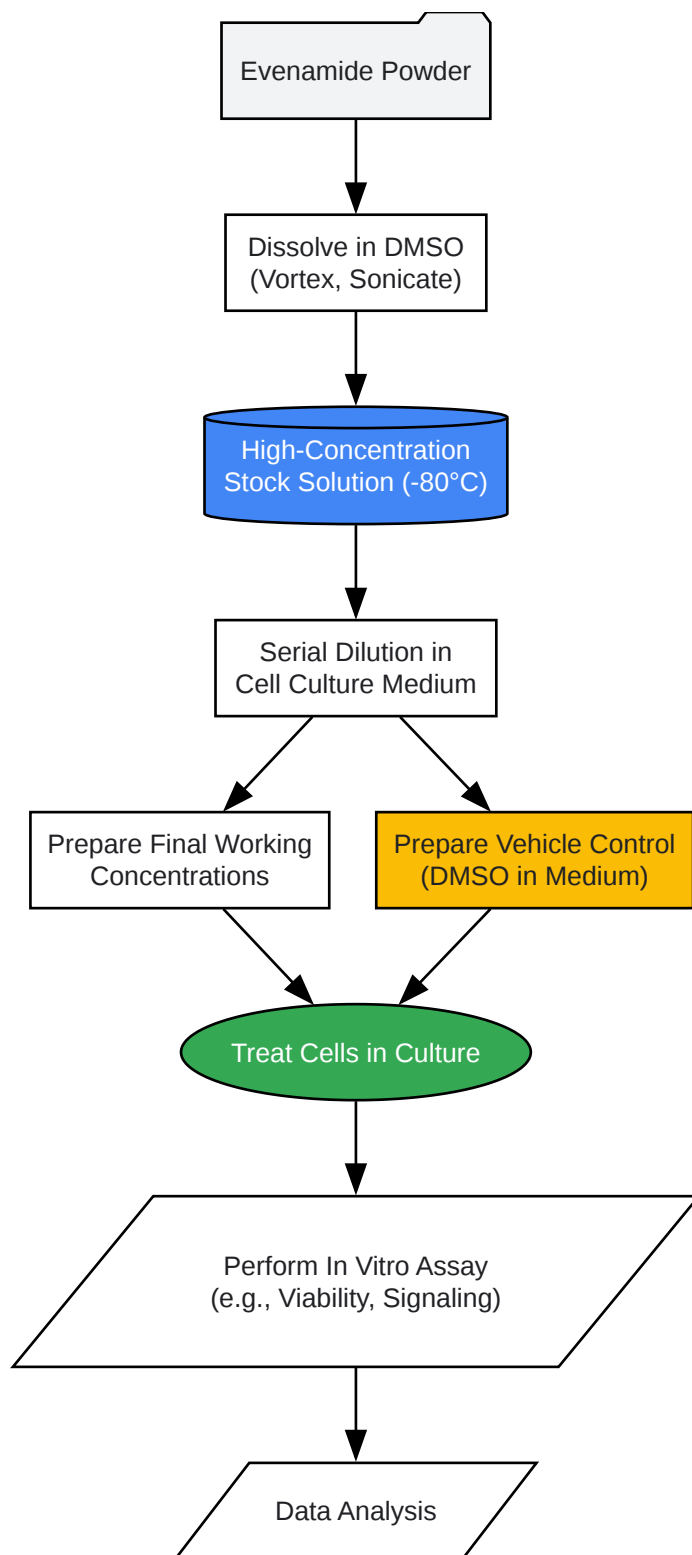 Evenamide Powder
Dissolve in DMSO
(Vortex, Sonicate)
High-Concentration
Stock Solution (-80°C)
Serial Dilution in
Cell Culture Medium
Prepare Final Working
Concentrations
Prepare Vehicle Control
(DMSO in Medium)
Treat Cells in Culture
Perform In Vitro Assay
(e.g., Viability, Signaling)
Data Analysis